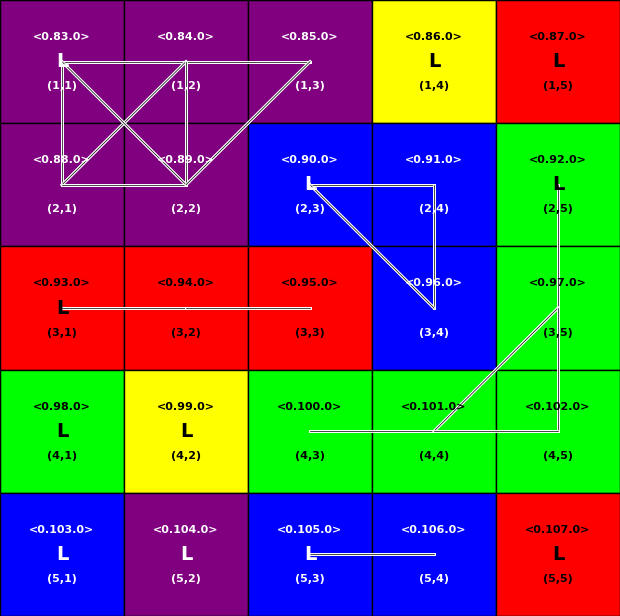 <0.83.0> <0.84.0> <0.85.0> <0.86.0> <0.87.0>
L L L
(1,1) (1,2) (1,3) (1,4) (1,5)
<0.88.0> <0.89.0> <0.90.0> <0.91.0> <0.92.0>
L L
(2,1) (2,2) (2,3) (2,4) (2,5)
<0.93.0> <0.94.0> <0.95.0> <0.96.0> <0.97.0>
L
(3,1) (3,2) (3,3) (3,4) (3,5)
<0.98.0> <0.99.0> <0.100.0> <0.101.0> <0.102.0>
L L
(4,1) (4,2) (4,3) (4,4) (4,5)
<0.103.0> <0.104.0> <0.105.0> <0.106.0> <0.107.0>
L L L L
(5,1) (5,2) (5,3) (5,4) (5,5)